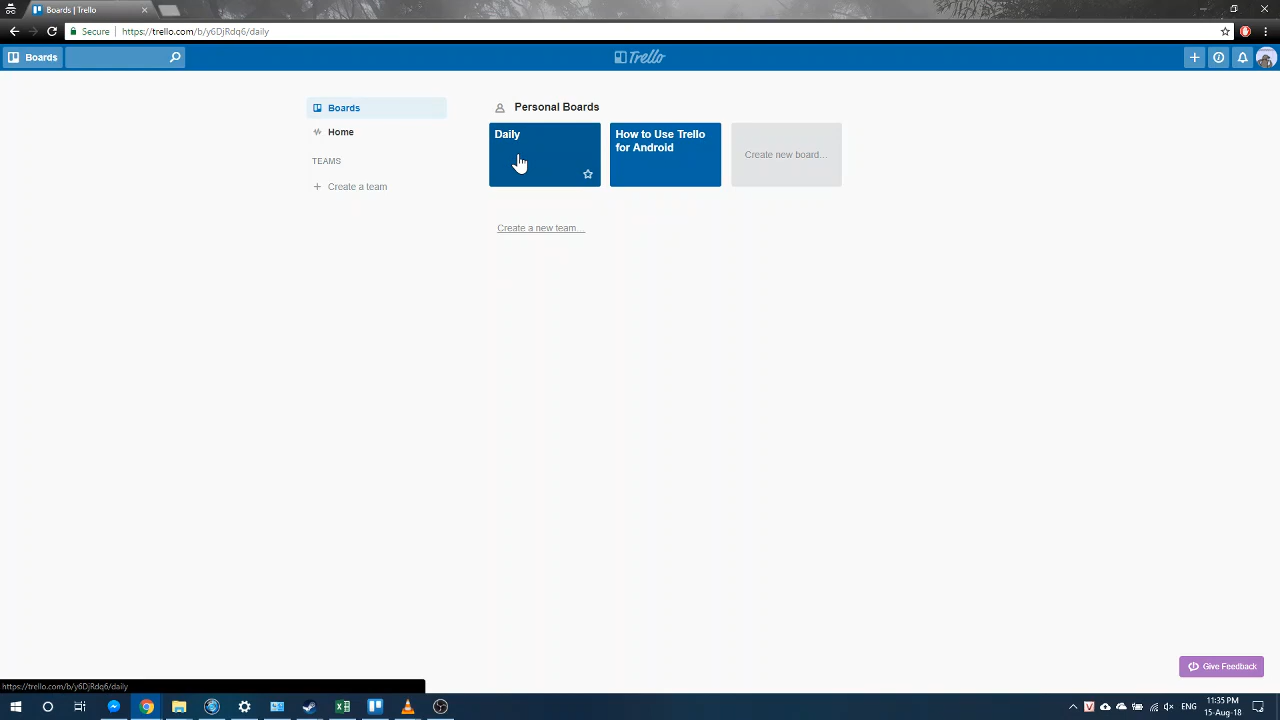 Boards | Trello
Secure
https://trello.com/b/y6DjRdq6/daily
Boards
Trello
Boards
Home
TEAMS
Create a team
Personal Boards
Daily
How to Use Trello
for Android
Create new board...
Create a new team...
Give Feedback
https://trello.com/b/y6DjRdq6/daily
ENG
11:35 PM
15-Aug-18